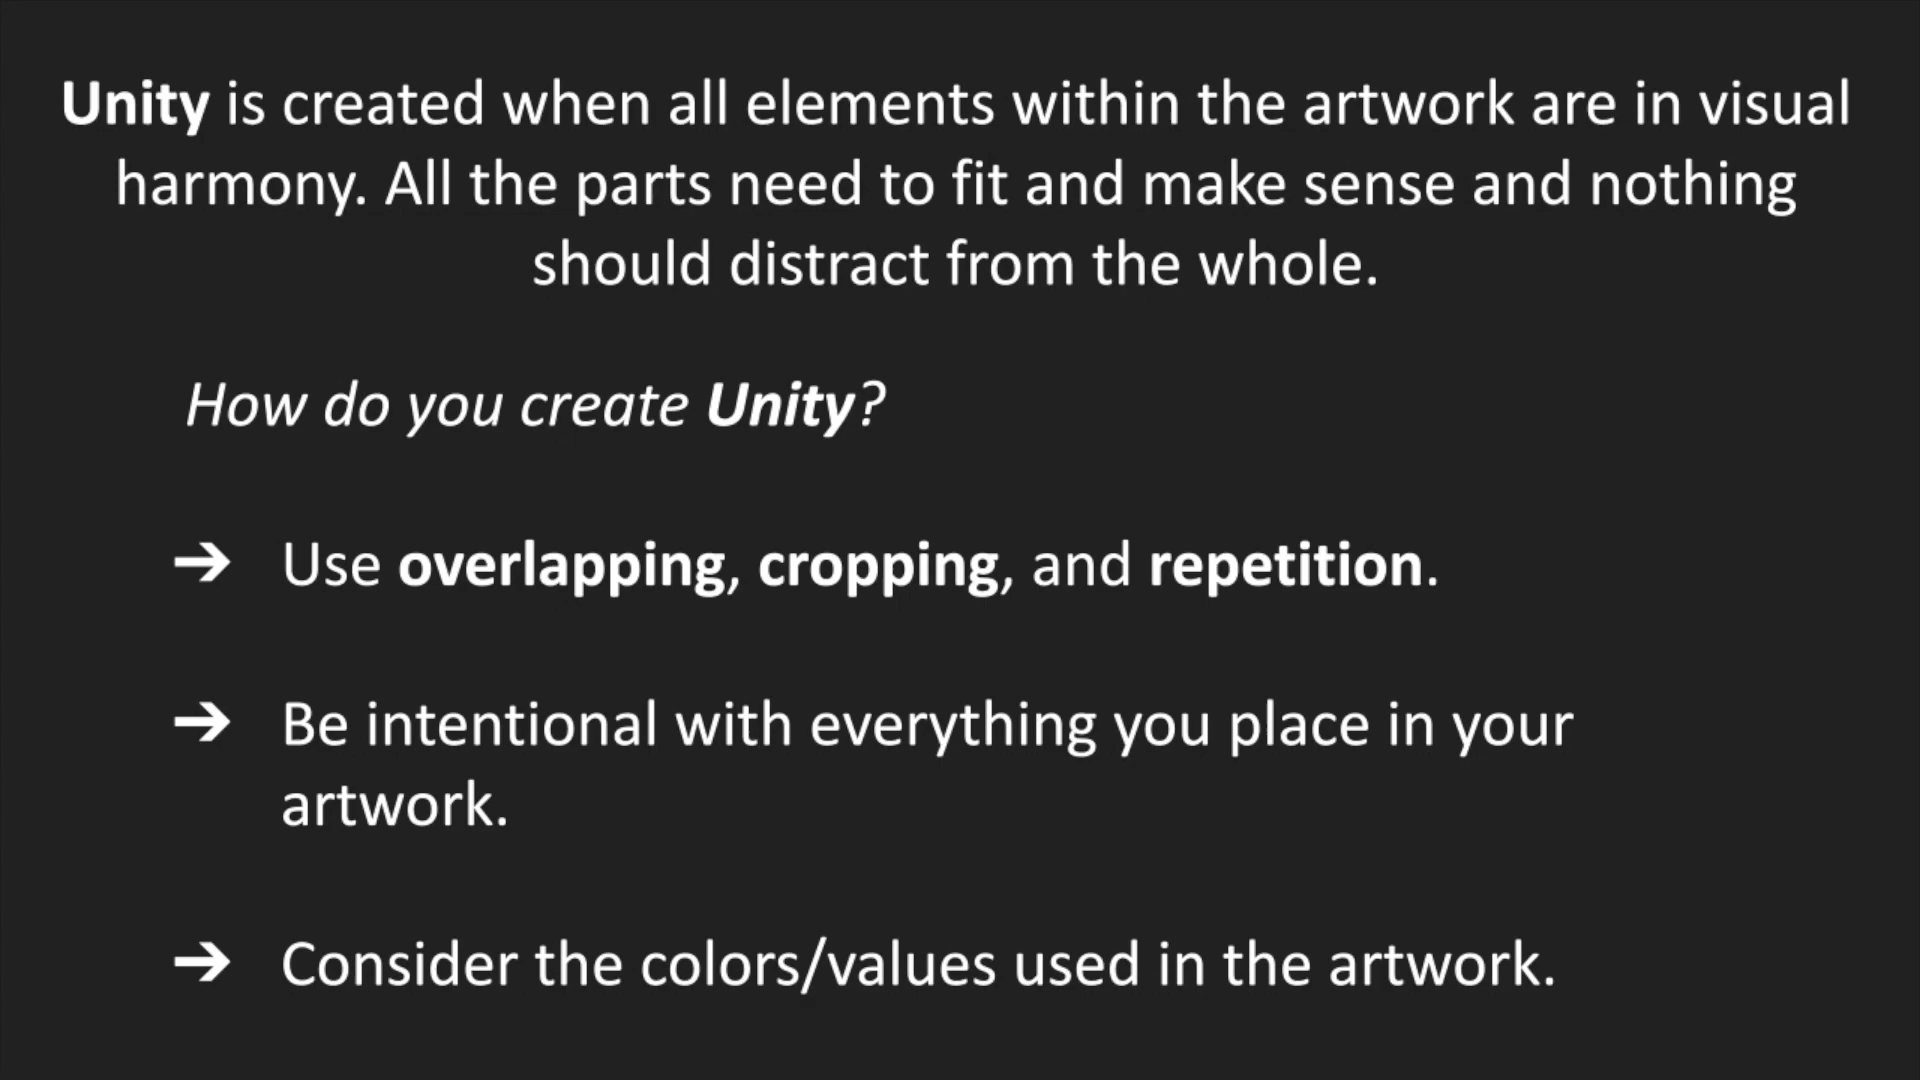 Unity is created when all elements within the artwork are in visual
harmony. All the parts need to fit and make sense and nothing
should distract from the whole.
How do you create Unity?
➔ Use overlapping, cropping, and repetition.
➔ Be intentional with everything you place in your
artwork.
➔ Consider the colors/values used in the artwork.